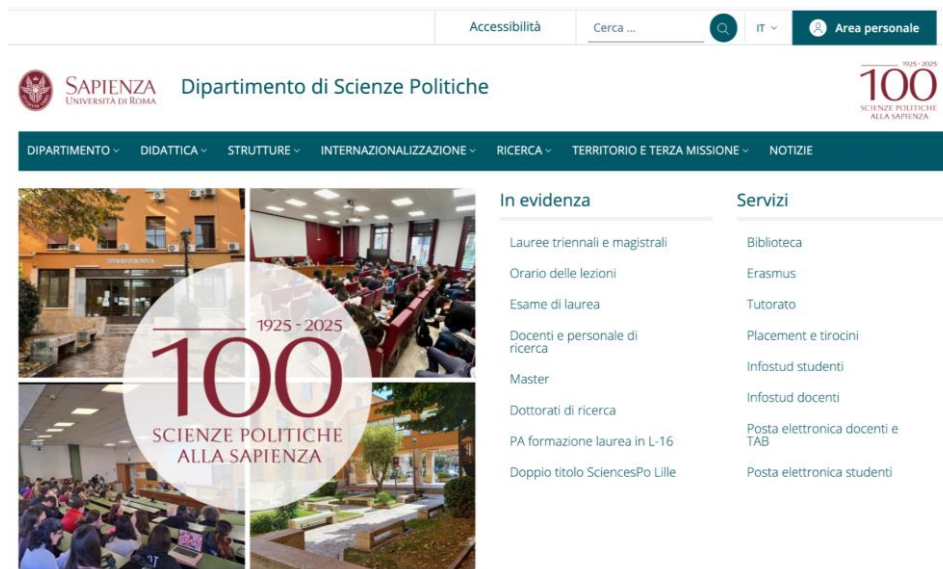 Accessibilità
Cerca ...
IT
Area personale
SAPIENZA
UNIVERSITÀ DI ROMA
Dipartimento di Scienze Politiche
1925 - 2025
100
SCIENZE POLITICHE
ALLA SAPIENZA
DIPARTIMENTO
DIDATTICA
STRUTTURE
INTERNAZIONALIZZAZIONE
RICERCA
TERRITORIO E TERZA MISSIONE
NOTIZIE
1925 - 2025
100
SCIENZE POLITICHE
ALLA SAPIENZA
In evidenza
Lauree triennali e magistrali
Orario delle lezioni
Esame di laurea
Docenti e personale di
ricerca
Master
Dottorati di ricerca
PA formazione laurea in L-16
Doppio titolo SciencesPo Lille
Servizi
Biblioteca
Erasmus
Tutorato
Placement e tirocini
Infostud studenti
Infostud docenti
Posta elettronica docenti e
TAB
Posta elettronica studenti